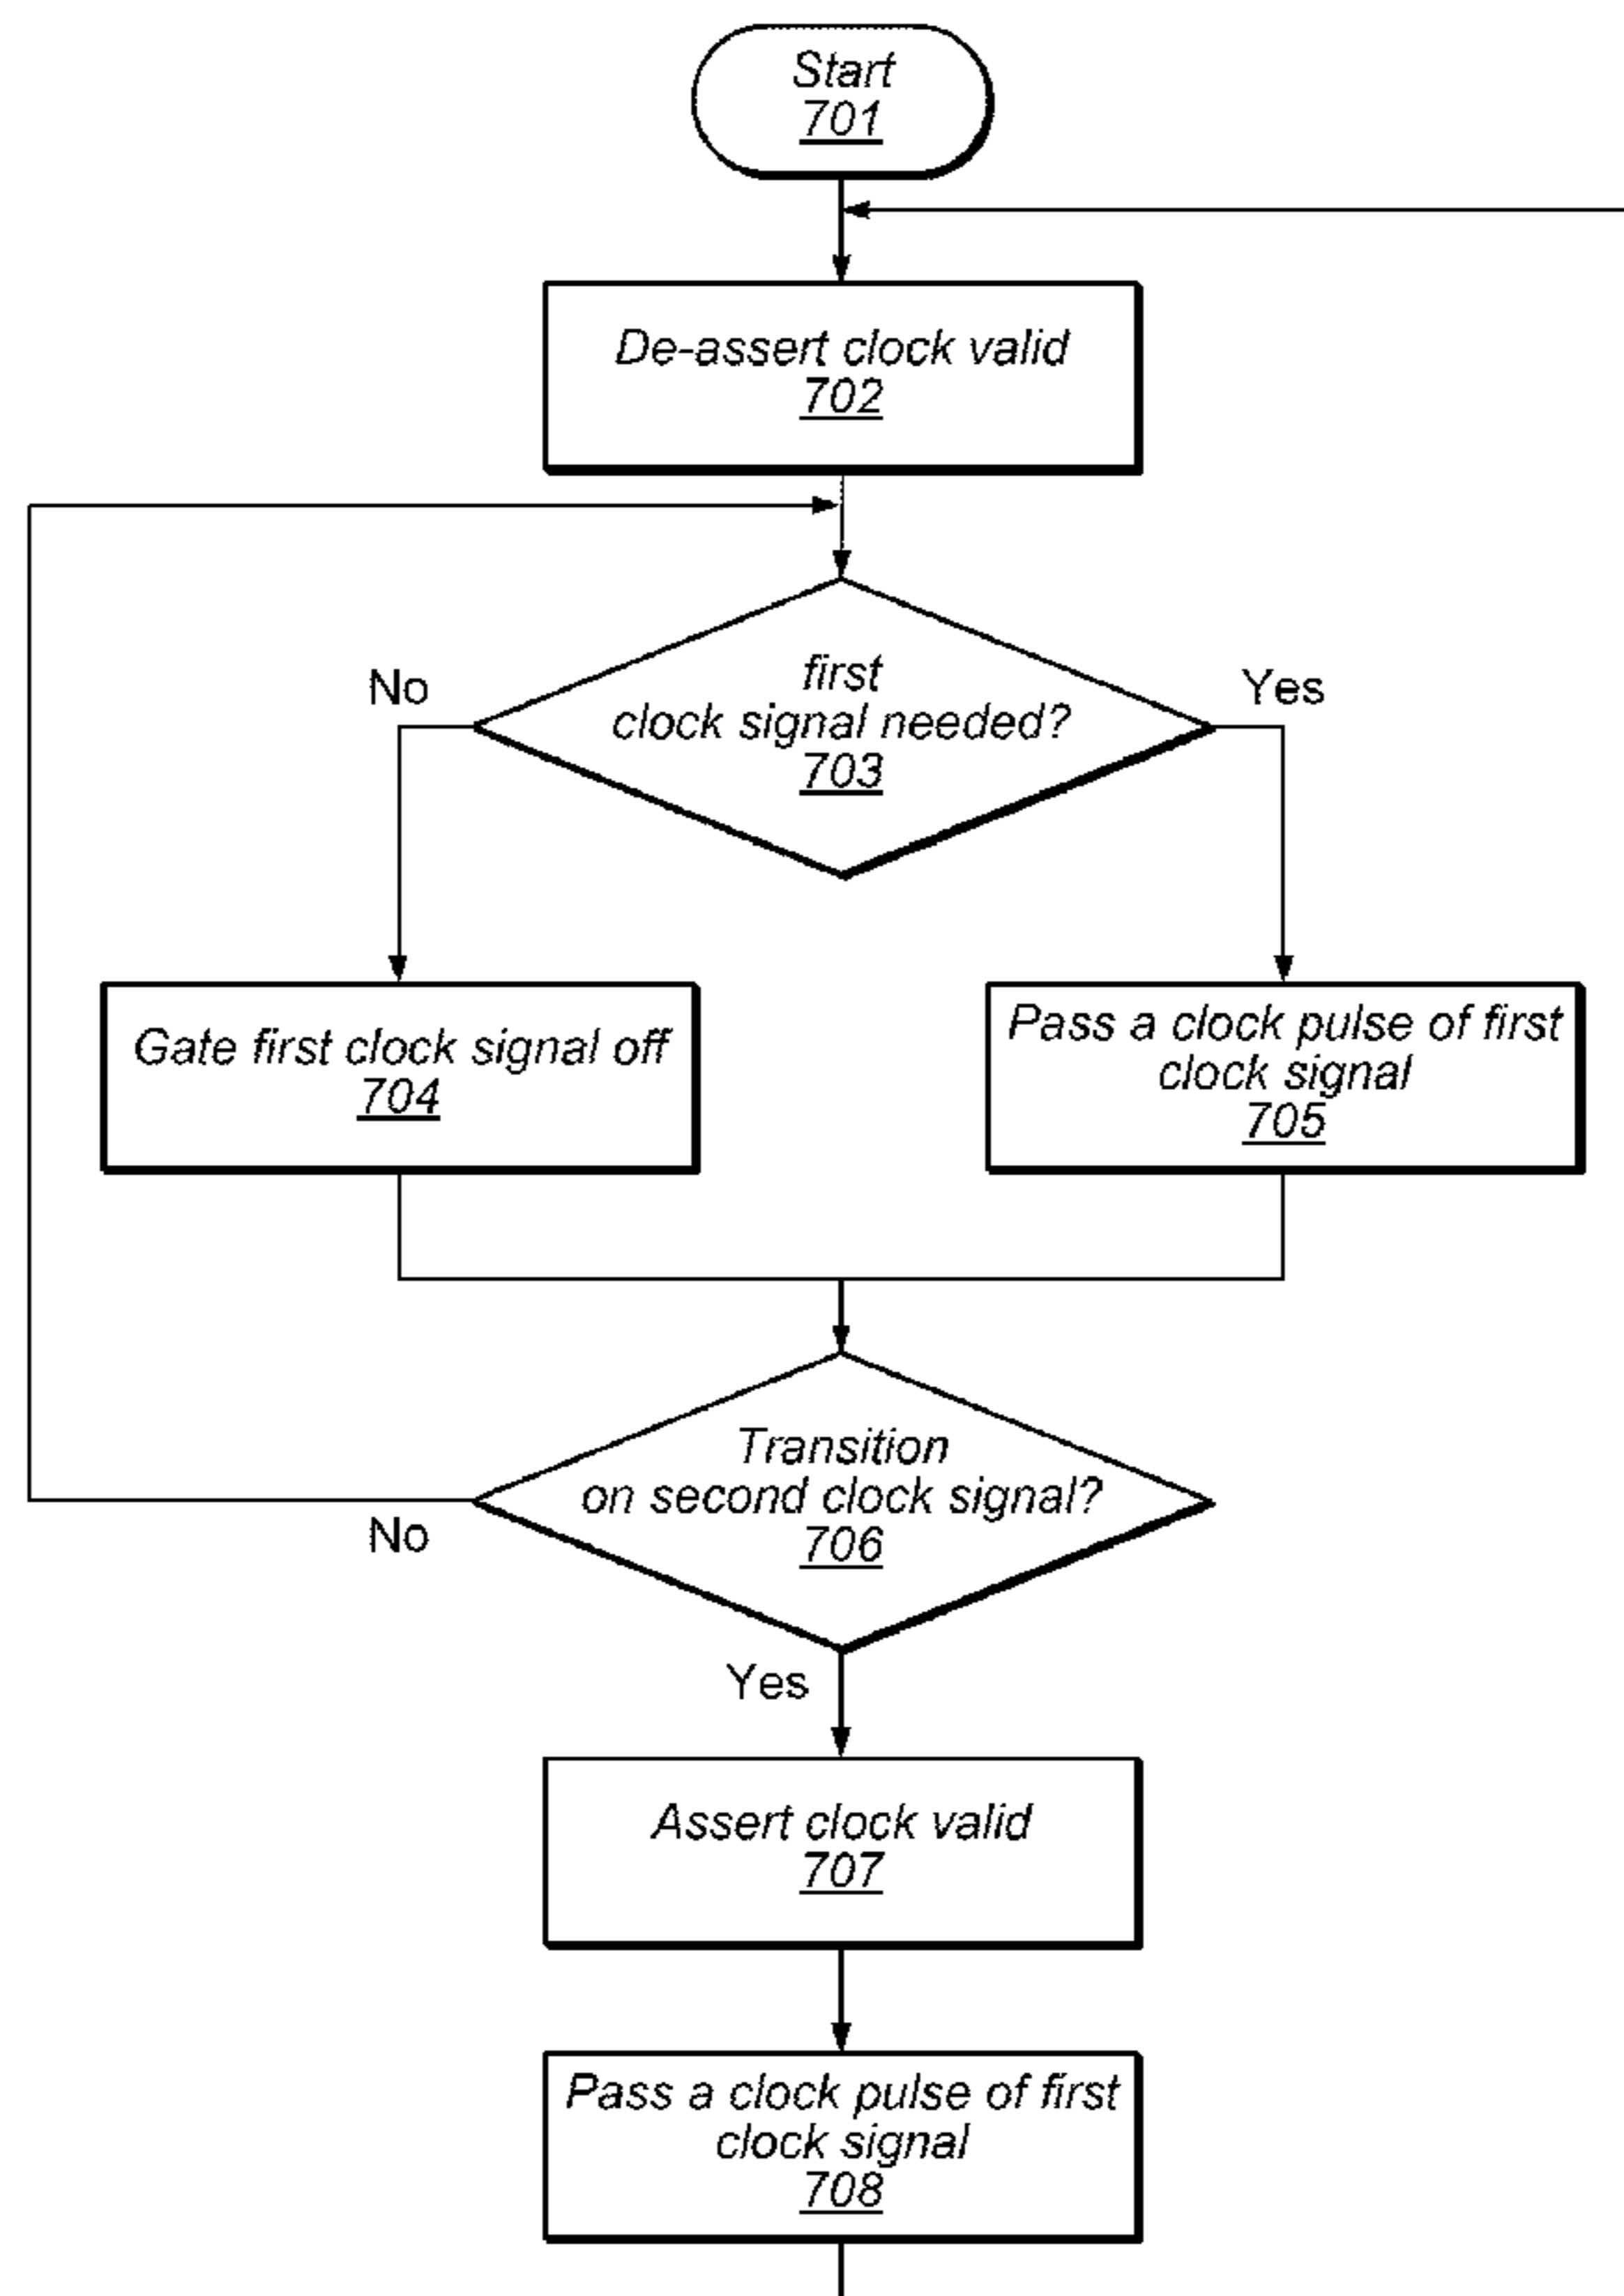 Start
701
De-assert clock valid
702
first
clock signal needed?
703
No
Yes
Gate first clock signal off
704
Pass a clock pulse of first
clock signal
705
Transition
on second clock signal?
706
No
Yes
Assert clock valid
707
Pass a clock pulse of first
clock signal
708